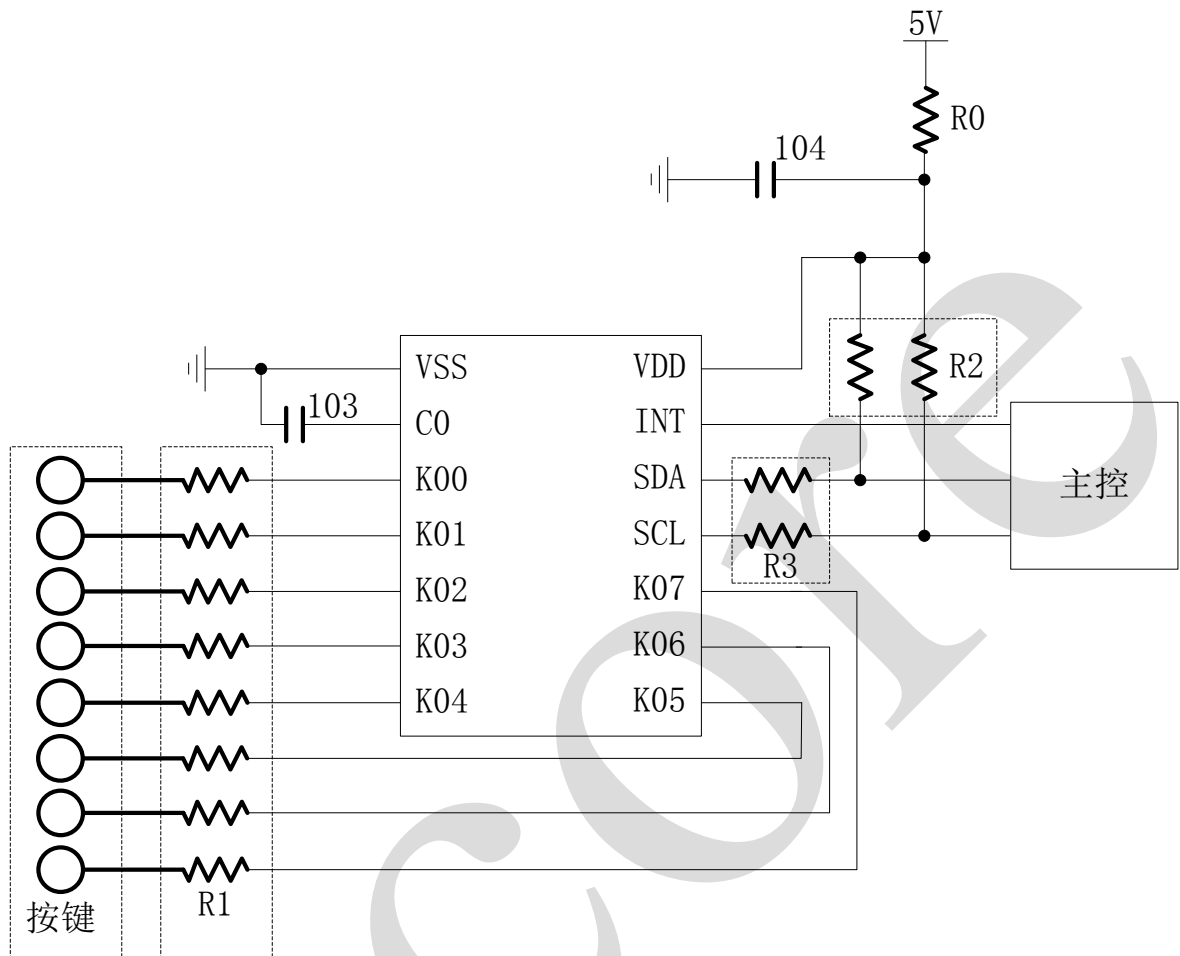 5V
R0
104
VSS
VDD
R2
103
C0
INT
K00
SDA
主控
K01
SCL
R3
K02
K07
K03
K06
K04
K05
R1
按键
core